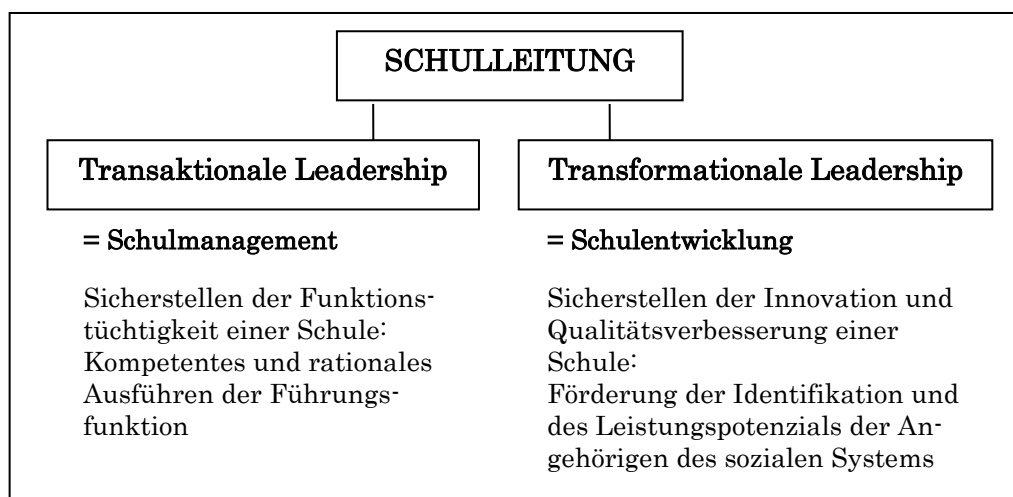 SCHULLEITUNG
Transaktionale Leadership
= Schulmanagement
Sicherstellen der Funktions-
tüchtigkeit einer Schule:
Kompetentes und rationales
Ausführen der Führungs-
funktion
Transformationale Leadership
= Schulentwicklung
Sicherstellen der Innovation und
Qualitätsverbesserung einer
Schule:
Förderung der Identifikation und
des Leistungspotenzials der An-
gehörigen des sozialen Systems